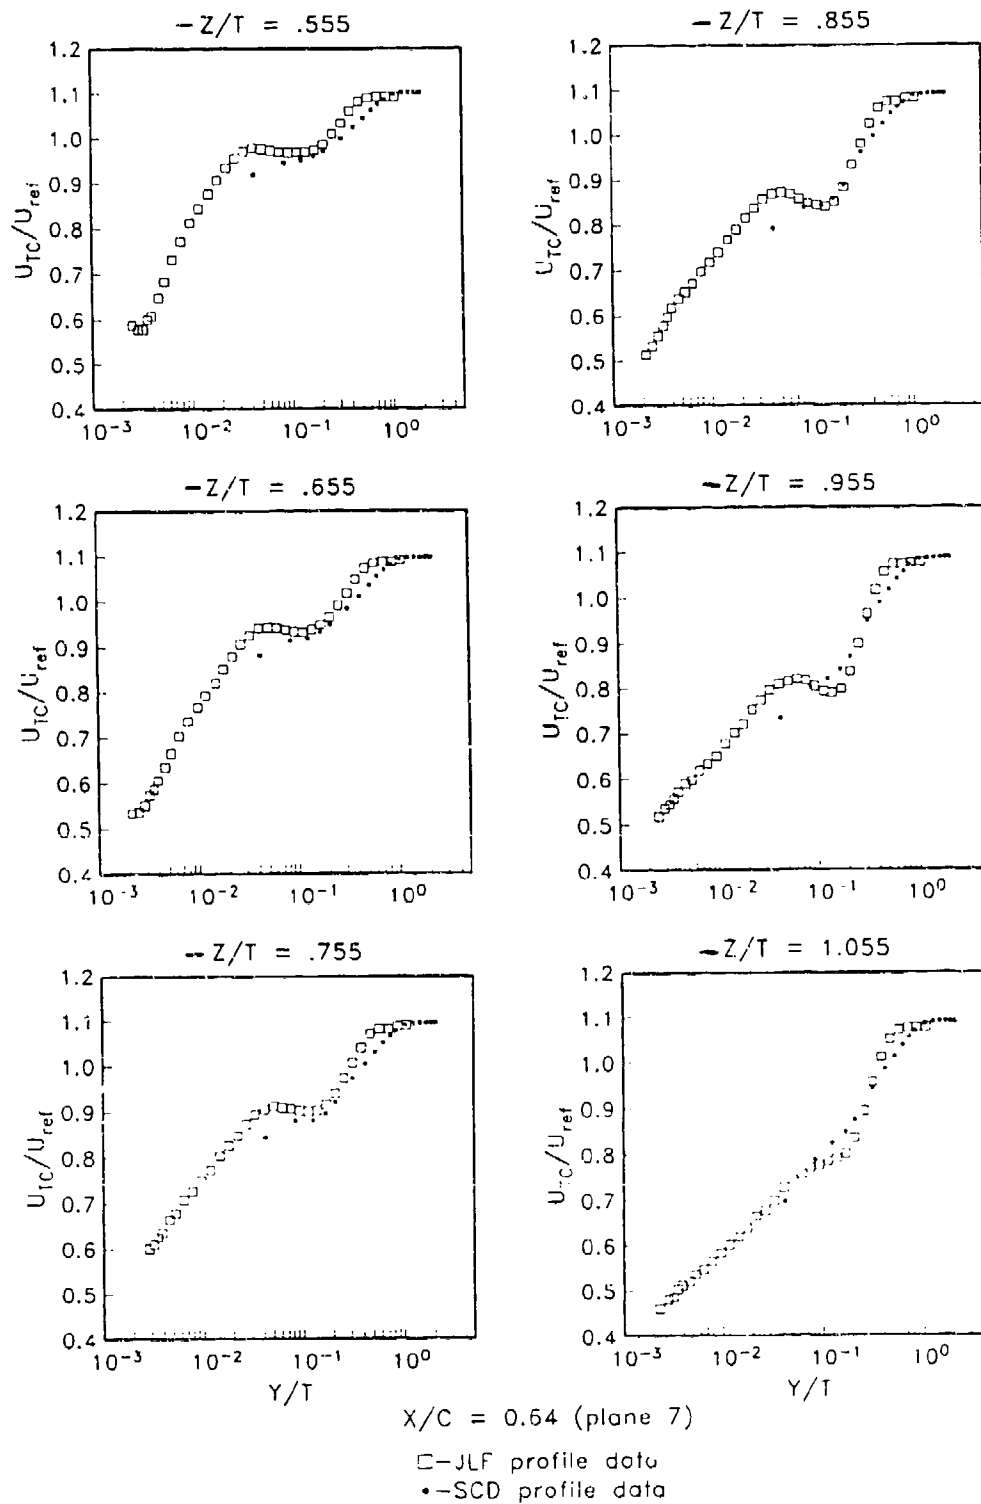 -Z/T = .555
1.2
1.1
1.0
0.9
0.8
0.7
0.6
0.5
0.4
U_TC/U_ref
10^-3 10^-2 10^-1 10^0
-Z/T = .855
1.2
1.1
1.0
0.9
0.8
0.7
0.6
0.5
0.4
U_TC/U_ref
10^-3 10^-2 10^-1 10^0
-Z/T = .655
1.2
1.1
1.0
0.9
0.8
0.7
0.6
0.5
0.4
U_TC/U_ref
10^-3 10^-2 10^-1 10^0
-Z/T = .955
1.2
1.1
1.0
0.9
0.8
0.7
0.6
0.5
0.4
U_TC/U_ref
10^-3 10^-2 10^-1 10^0
-Z/T = .755
1.2
1.1
1.0
0.9
0.8
0.7
0.6
0.5
0.4
U_TC/U_ref
10^-3 10^-2 10^-1 10^0
Y/T
-Z/T = 1.055
1.2
1.1
1.0
0.9
0.8
0.7
0.6
0.5
0.4
U_TC/U_ref
10^-3 10^-2 10^-1 10^0
Y/T
X/C = 0.64 (plane 7)
□-JLF profile data
•-SCD profile data